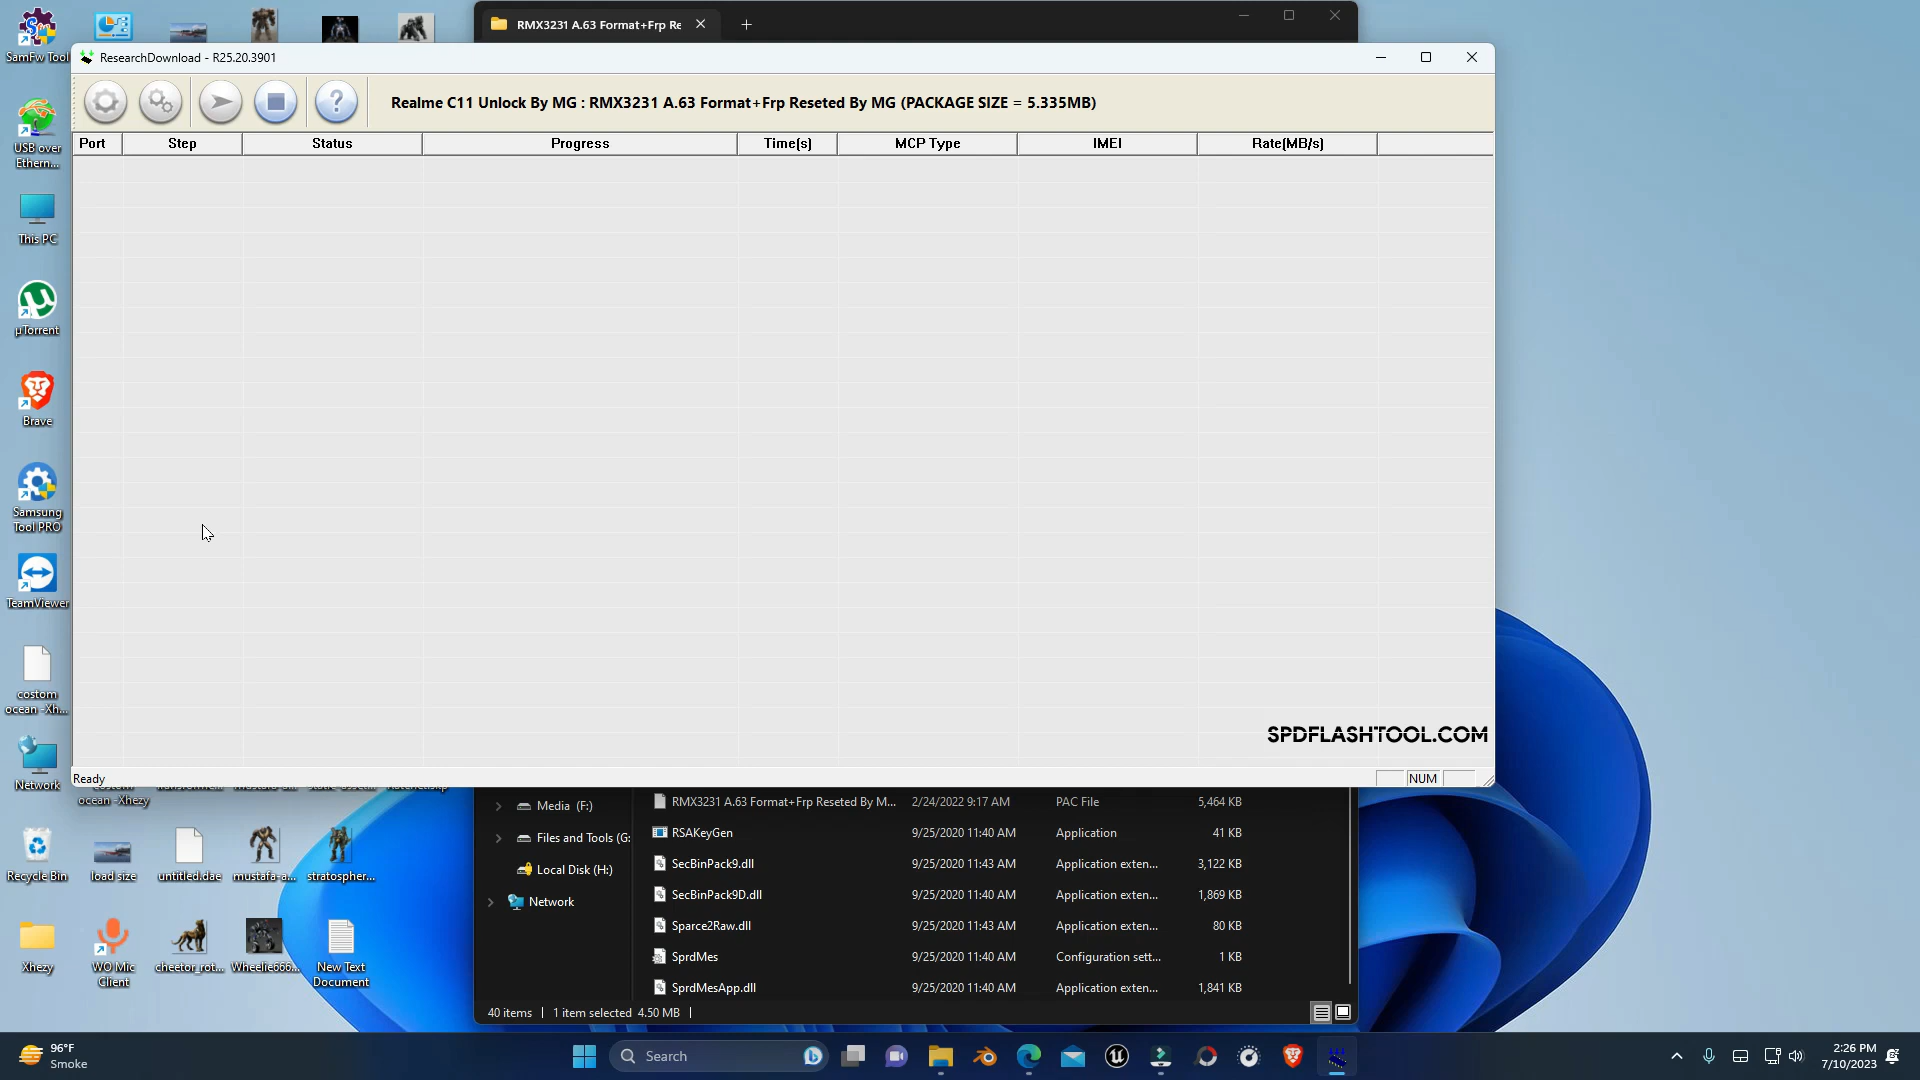 RMX3231 A.63 Format+Frp Re
SamFw Tool
ResearchDownload - R25.20.3901
Realme C11 Unlock By MG : RMX3231 A.63 Format+Frp Reseted By MG (PACKAGE SIZE = 5.335MB)
Port Step Status Progress Time(s) MCP Type IMEI Rate(MB/s)
USB over
Ethern...
This PC
µTorrent
Brave
Samsung
Tool PRO
TeamViewer
costom
ocean -Xh...
Network
SPDFLASHTOOL.COM
Ready
NUM
ocean -Xhezy
Media (F:)
RMX3231 A.63 Format+Frp Reseted By M... 2/24/2022 9:17 AM PAC File 5,464 KB
Files and Tools (G:
RSAKeyGen 9/25/2020 11:40 AM Application 41 KB
Local Disk (H:)
SecBinPack9.dll 9/25/2020 11:43 AM Application exten... 3,122 KB
Network
SecBinPack9D.dll 9/25/2020 11:40 AM Application exten... 1,869 KB
Sparce2Raw.dll 9/25/2020 11:43 AM Application exten... 80 KB
SprdMes 9/25/2020 11:40 AM Configuration sett... 1 KB
SprdMesApp.dll 9/25/2020 11:40 AM Application exten... 1,841 KB
40 items 1 item selected 4.50 MB
Recycle Bin
load size
untitled.dae
mustafa-a...
stratospher...
Xhezy
WO Mic
Client
cheetor_rot...
Wheelie666...
New Text
Document
96°F
Smoke
Search
2:26 PM
7/10/2023